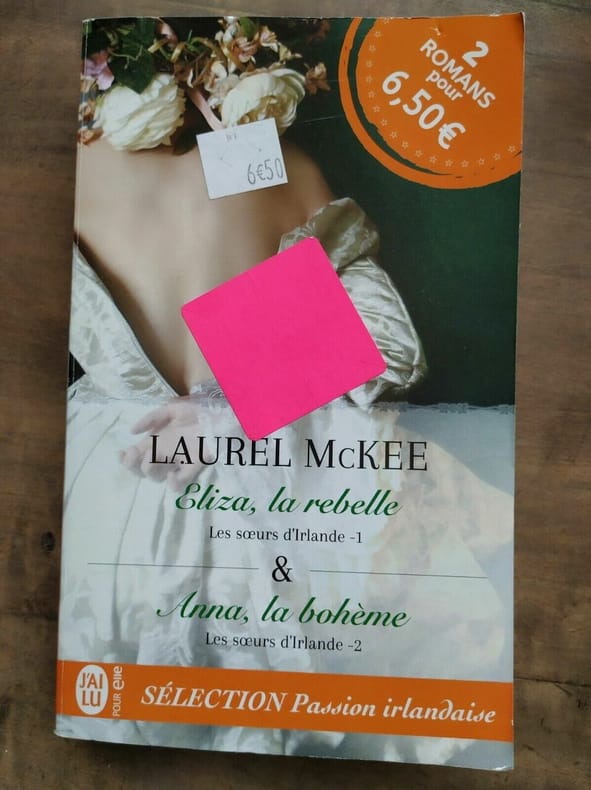 2
ROMANS
pour
6,50€
6€50
LAUREL McKEE
Eliza, la rebelle
Les sœurs d'Irlande -1
&
Anna, la bohème
Les sœurs d'Irlande -2
J'AI
LU
POUR elle
SÉLECTION Passion irlandaise